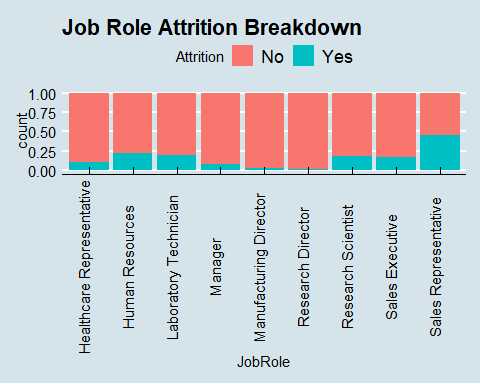 Job Role Attrition Breakdown
Attrition No Yes
count
1.00
0.75
0.50
0.25
0.00
Healthcare Representative
Human Resources
Laboratory Technician
Manager
Manufacturing Director
Research Director
Research Scientist
Sales Executive
Sales Representative
JobRole